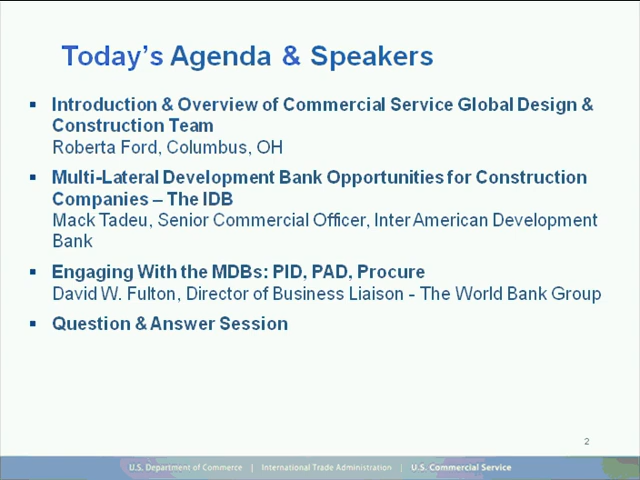 Today's Agenda & Speakers
▪ Introduction & Overview of Commercial Service Global Design &
Construction Team
Roberta Ford, Columbus, OH
▪ Multi-Lateral Development Bank Opportunities for Construction
Companies – The IDB
Mack Tadeu, Senior Commercial Officer, Inter American Development
Bank
▪ Engaging With the MDBs: PID, PAD, Procure
David W. Fulton, Director of Business Liaison - The World Bank Group
▪ Question & Answer Session
2
U.S. Department of Commerce | International Trade Administration | U.S. Commercial Service